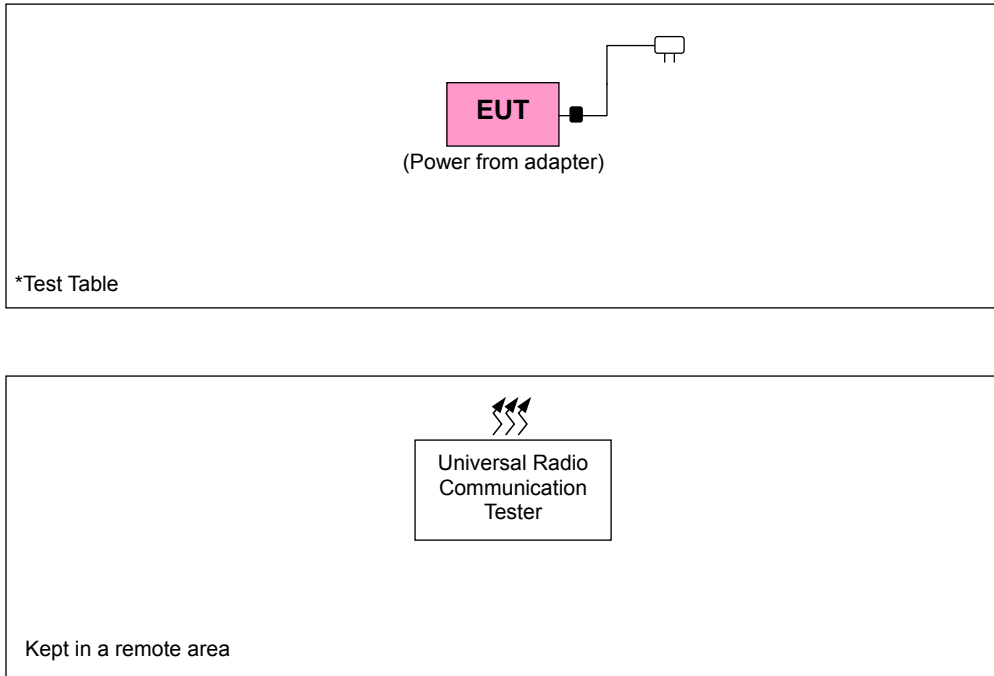 EUT
(Power from adapter)
*Test Table
Universal Radio
Communication
Tester
Kept in a remote area